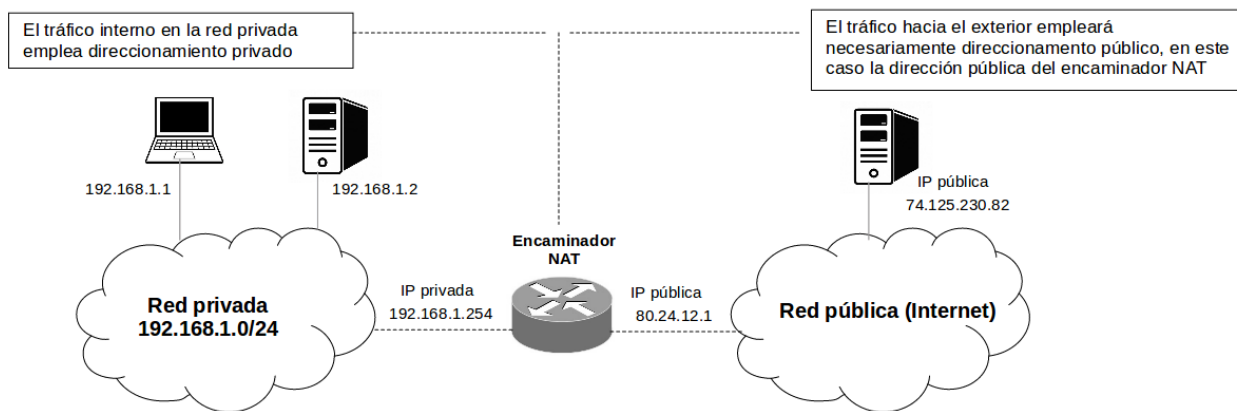 El tráfico interno en la red privada
emplea direccionamiento privado
El tráfico hacia el exterior empleará
necesariamente direccionamento público, en este
caso la dirección pública del encaminador NAT
192.168.1.1
192.168.1.2
IP pública
74.125.230.82
Encaminador
NAT
Red privada
192.168.1.0/24
IP privada
192.168.1.254
IP pública
80.24.12.1
Red pública (Internet)